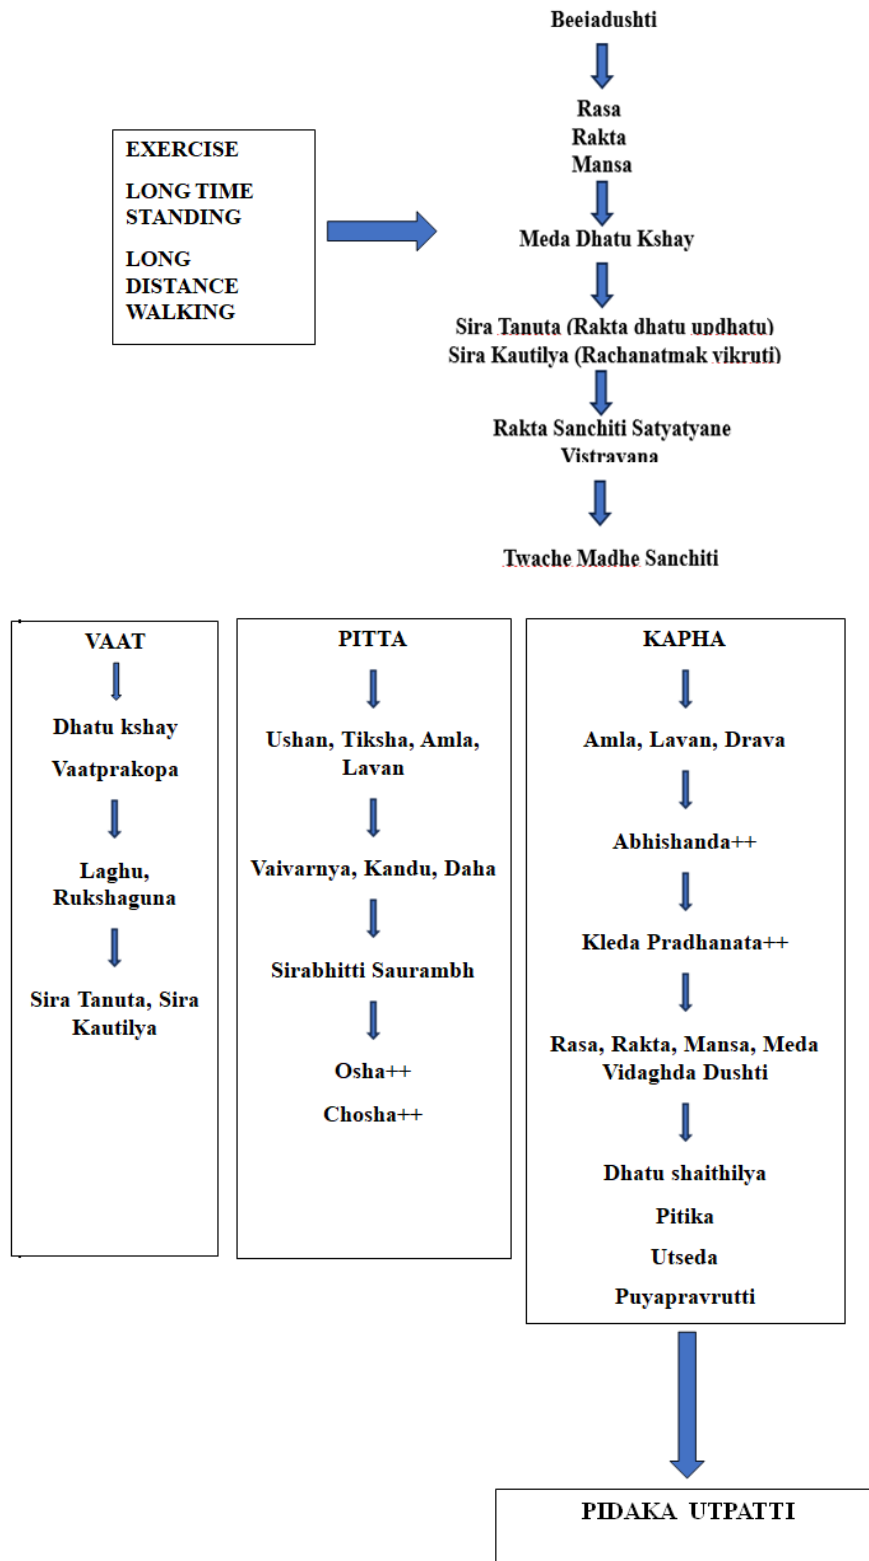 Beejadushti
Rasa
Rakta
Mansa
EXERCISE
LONG TIME
STANDING
LONG
DISTANCE
WALKING
Meda Dhatu Kshay
Sira Tanuta (Rakta dhatu updhatu)
Sira Kautilya (Rachanatmak vikruti)
Rakta Sanchiti Satyatyane
Vistravana
Twache Madhe Sanchiti
VAAT
Dhatu kshay
Vaatprakopa
Laghu,
Rukshaguna
Sira Tanuta, Sira
Kautilya
PITTA
Ushan, Tiksha, Amla,
Lavan
Vaivarnya, Kandu, Daha
Sirabhitti Saurambh
Osha++
Chosha++
KAPHA
Amla, Lavan, Drava
Abhishanda++
Kleda Pradhanata++
Rasa, Rakta, Mansa, Meda
Vidaghda Dushti
Dhatu shaithilya
Pitika
Utseda
Puyapravrutti
PIDAKA UTPATTI